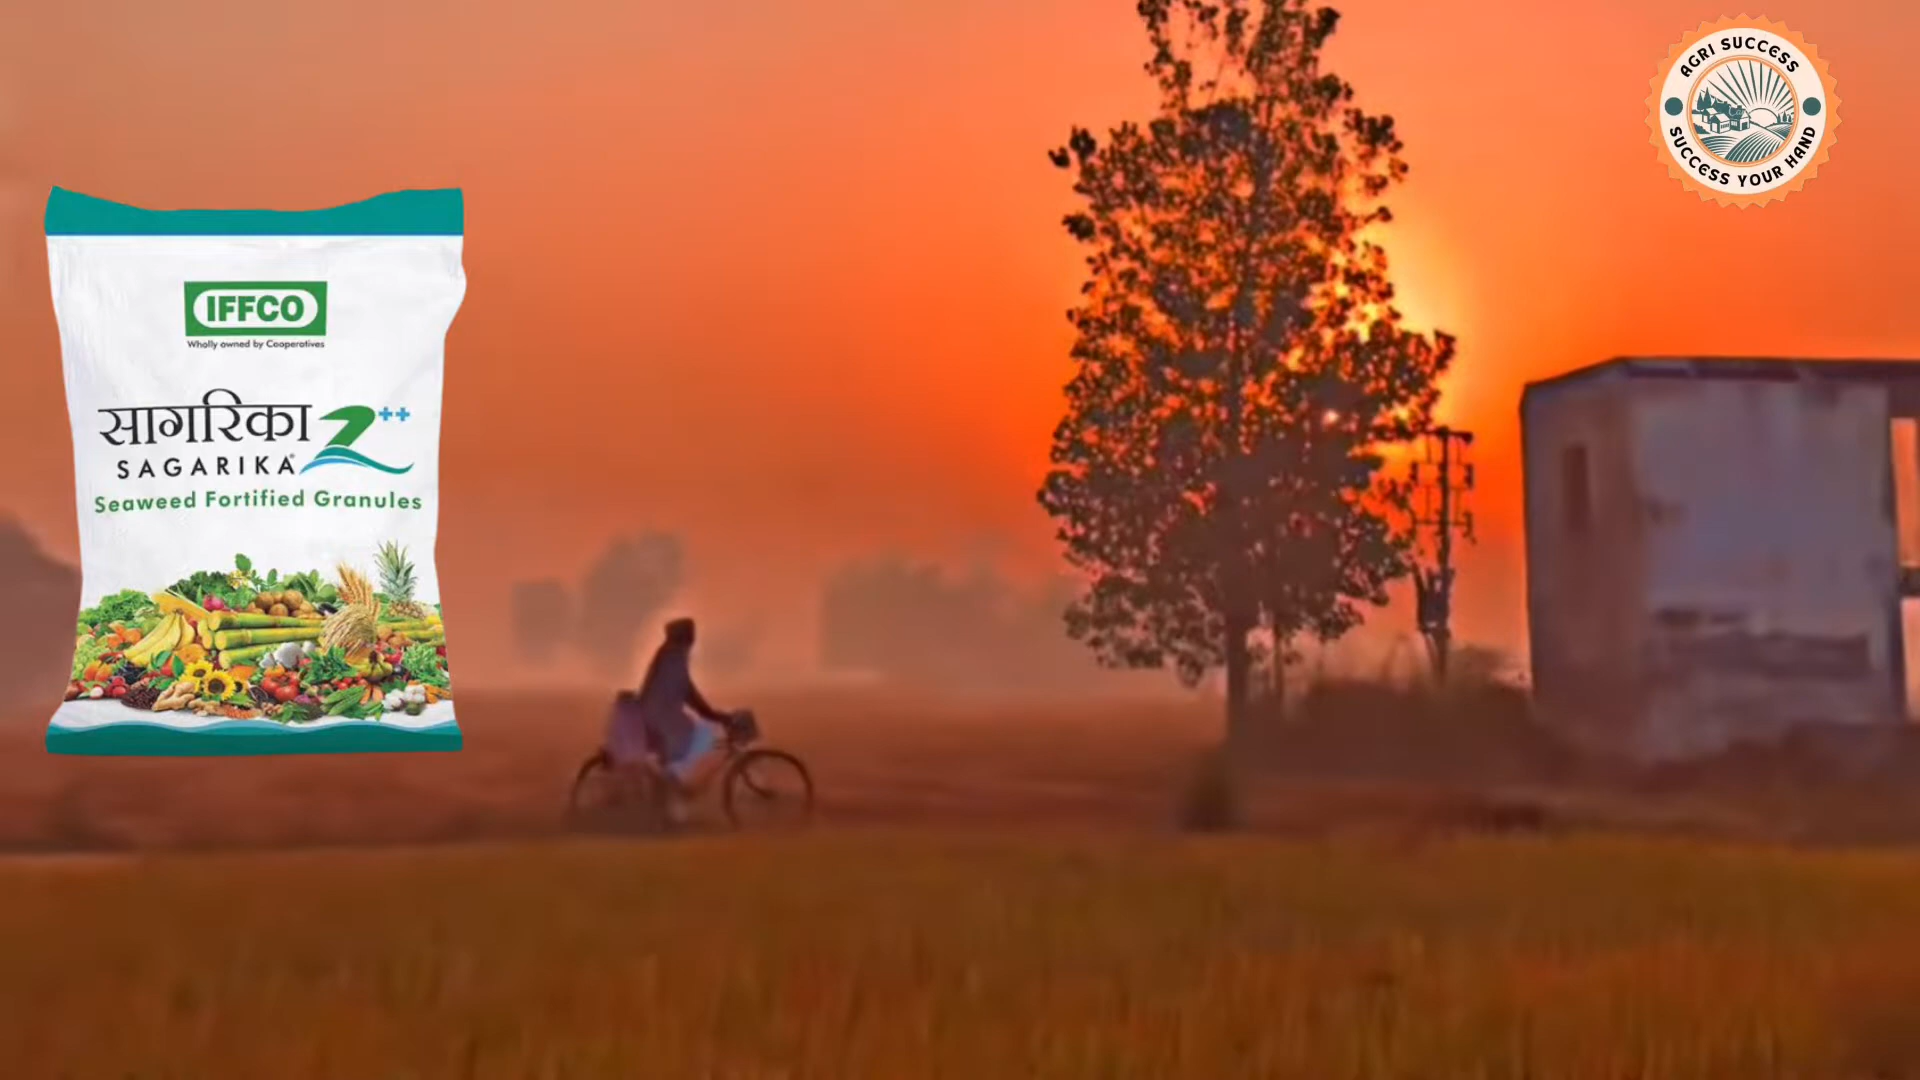 IFFCO
Wholly owned by Cooperatives
सागरिका Z++
SAGARIKA
Seaweed Fortified Granules
AGRI SUCCESS
SUCCESS YOUR HAND